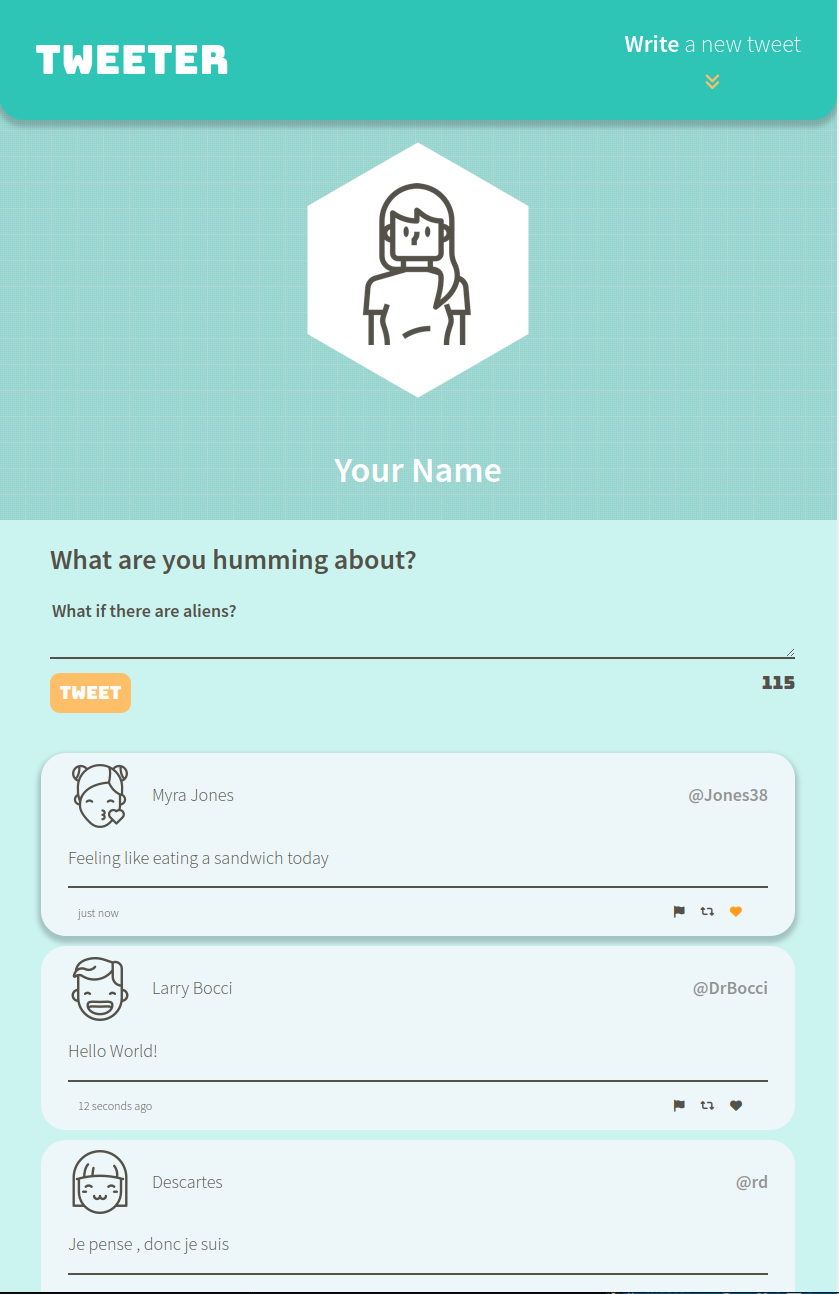 TWEETER
Write a new tweet
Your Name
What are you humming about?
What if there are aliens?
TWEET
115
Myra Jones
@Jones38
Feeling like eating a sandwich today
just now
Larry Bocci
@DrBocci
Hello World!
12 seconds ago
Descartes
@rd
Je pense , donc je suis